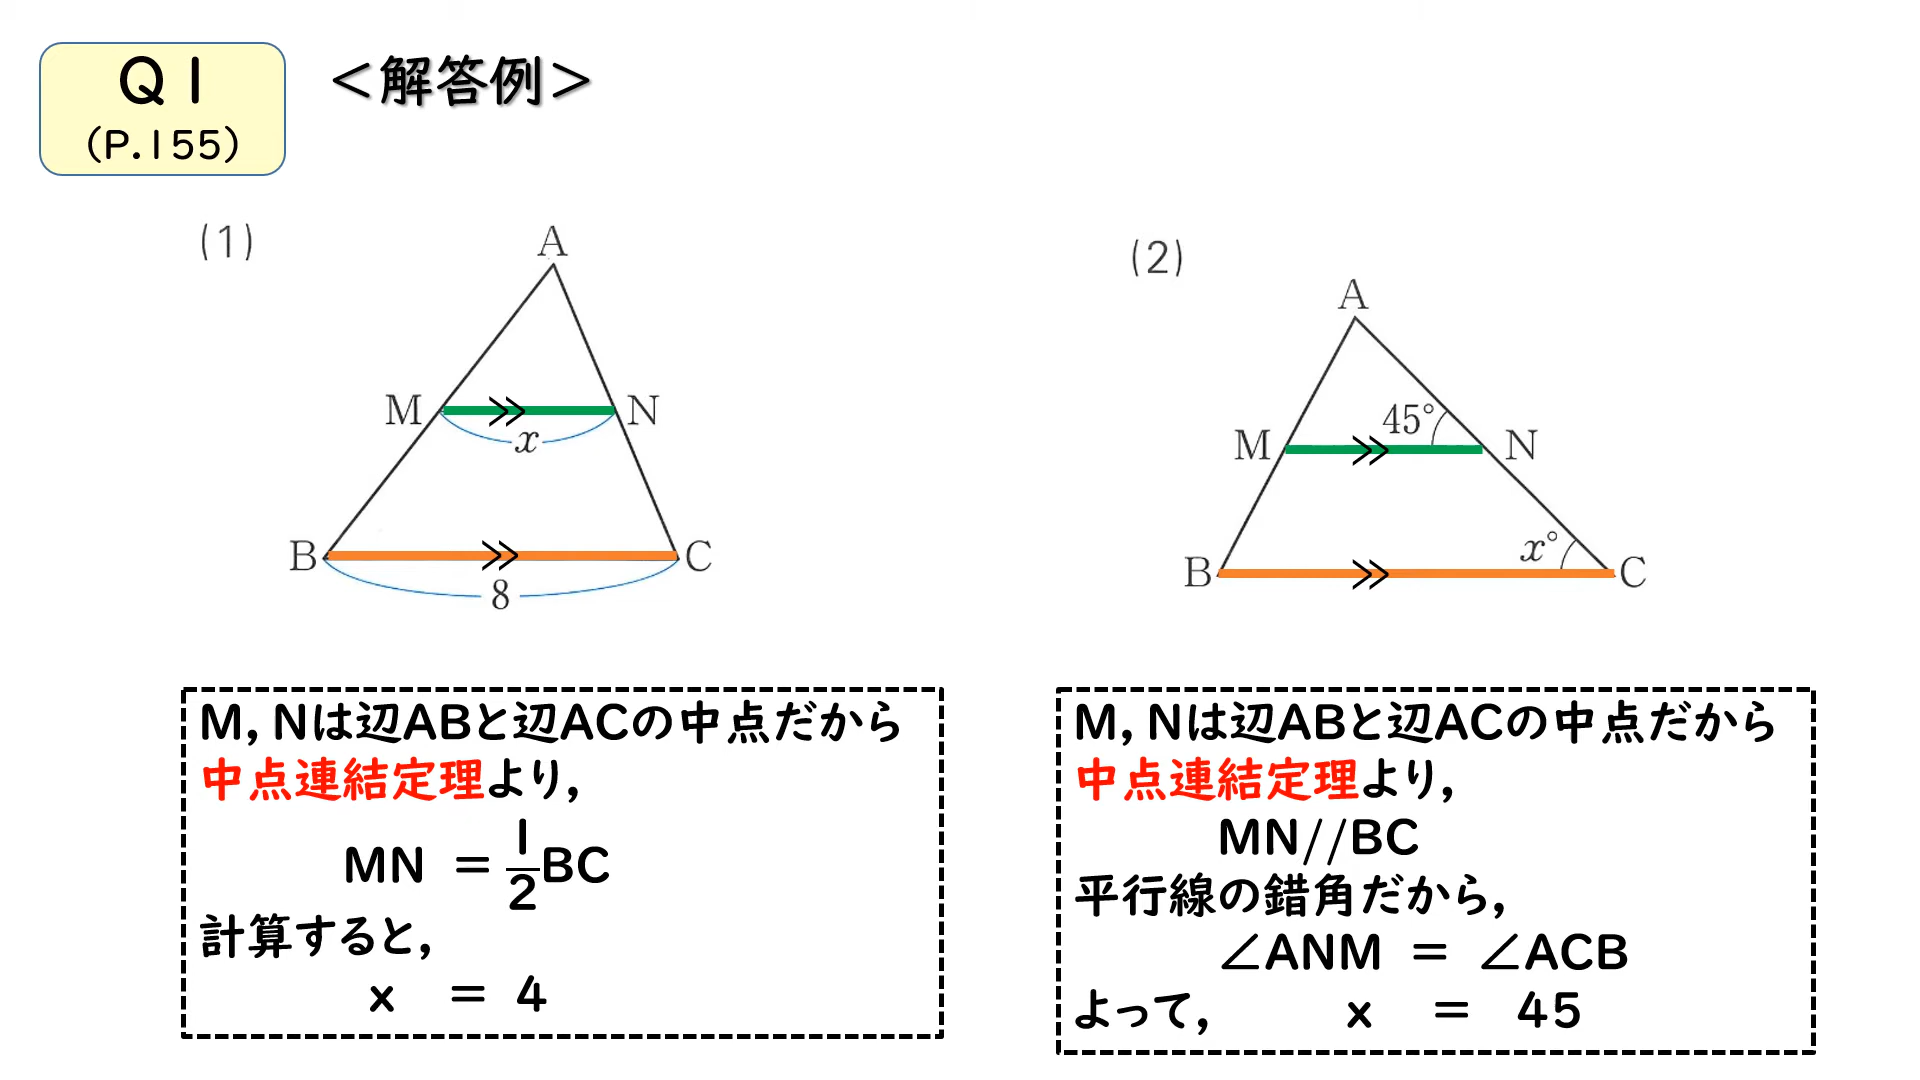 Q1
(P.155)
＜解答例＞
(1)
A
M
N
x
B
C
8
(2)
A
45°
M
N
x°
B
C
M, Nは辺ABと辺ACの中点だから
中点連結定理より,
MN = 1/2 BC
計算すると,
x = 4
M, Nは辺ABと辺ACの中点だから
中点連結定理より,
MN//BC
平行線の錯角だから,
∠ANM = ∠ACB
よって, x = 45